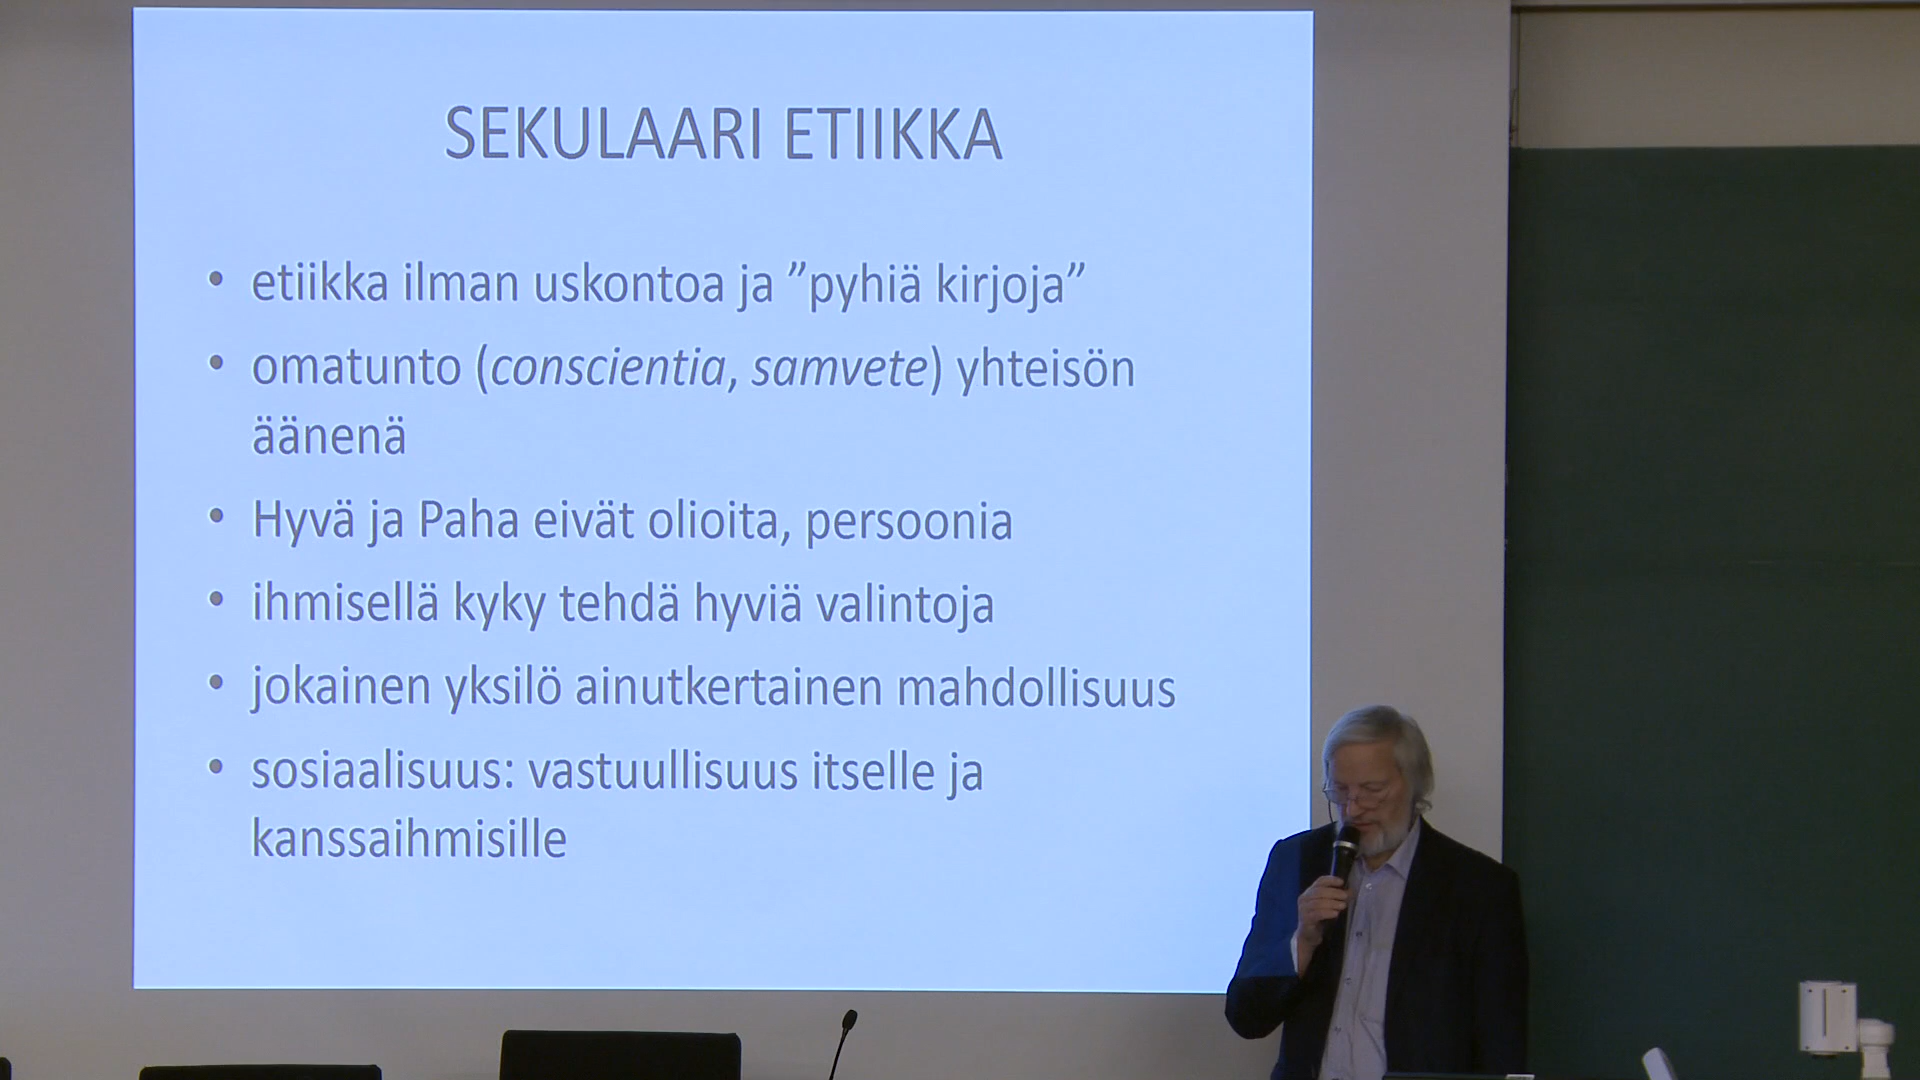 SEKULAARI ETIIKKA
• etiikka ilman uskontoa ja ”pyhiä kirjoja”
• omatunto (conscientia, samvete) yhteisön
äänenä
• Hyvä ja Paha eivät olioita, persoonia
• ihmisellä kyky tehdä hyviä valintoja
• jokainen yksilö ainutkertainen mahdollisuus
• sosiaalisuus: vastuullisuus itselle ja
kanssaihmisille